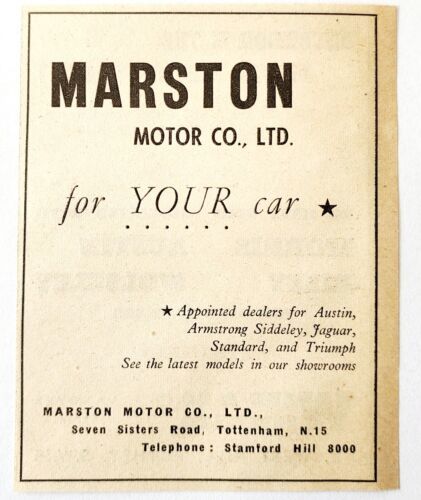 MARSTON
MOTOR CO., LTD.
for YOUR car ★
★ Appointed dealers for Austin,
Armstrong Siddeley, Jaguar,
Standard, and Triumph
See the latest models in our showrooms
MARSTON MOTOR CO., LTD.,
Seven Sisters Road, Tottenham, N.15
Telephone: Stamford Hill 8000